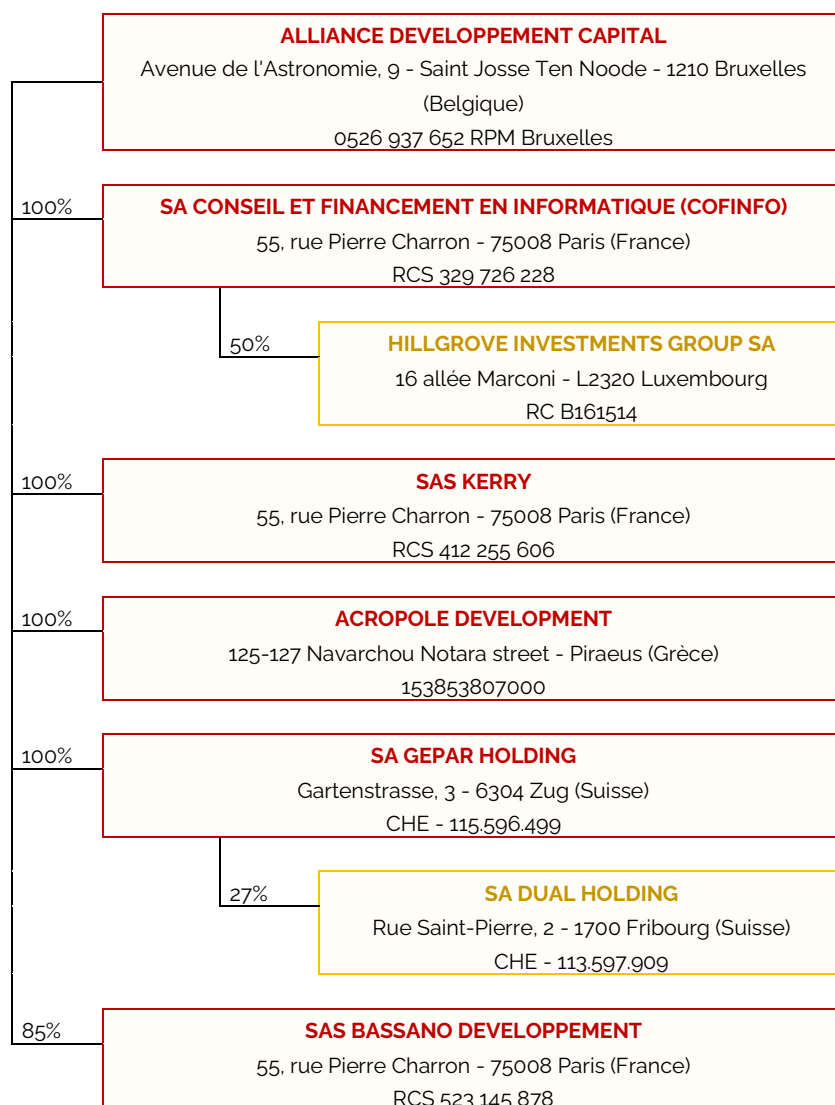 ALLIANCE DEVELOPPEMENT CAPITAL
Avenue de l'Astronomie, 9 - Saint Josse Ten Noode - 1210 Bruxelles
(Belgique)
0526 937 652 RPM Bruxelles
100%
SA CONSEIL ET FINANCEMENT EN INFORMATIQUE (COFINFO)
55, rue Pierre Charron - 75008 Paris (France)
RCS 329 726 228
50%
HILLGROVE INVESTMENTS GROUP SA
16 allée Marconi - L2320 Luxembourg
RC B161514
100%
SAS KERRY
55, rue Pierre Charron - 75008 Paris (France)
RCS 412 255 606
100%
ACROPOLE DEVELOPMENT
125-127 Navarchou Notara street - Piraeus (Grèce)
153853807000
100%
SA GEPAR HOLDING
Gartenstrasse, 3 - 6304 Zug (Suisse)
CHE - 115.596.499
27%
SA DUAL HOLDING
Rue Saint-Pierre, 2 - 1700 Fribourg (Suisse)
CHE - 113.597.909
85%
SAS BASSANO DEVELOPPEMENT
55, rue Pierre Charron - 75008 Paris (France)
RCS 523 145 878